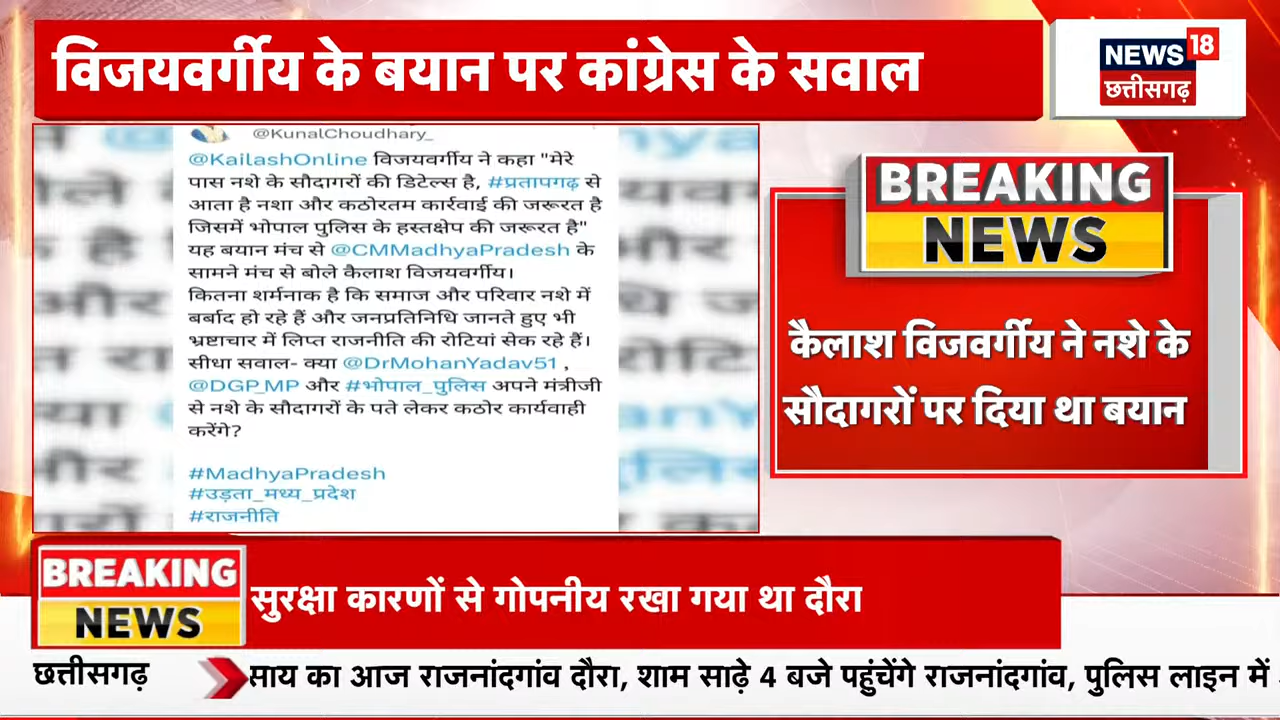 विजयवर्गीय के बयान पर कांग्रेस के सवाल
NEWS 18
छत्तीसगढ़
@KunalChoudhary_
@KailashOnline विजयवर्गीय ने कहा "मेरे
पास नशे के सौदागरों की डिटेल्स है, #प्रतापगढ़ से
आता है नशा और कठोरतम कार्रवाई की जरूरत है
जिसमें भोपाल पुलिस के हस्तक्षेप की जरूरत है"
यह बयान मंच से @CMMadhyaPradesh के
सामने मंच से बोले कैलाश विजयवर्गीय।
कितना शर्मनाक है कि समाज और परिवार नशे में
बर्बाद हो रहे हैं और जनप्रतिनिधि जानते हुए भी
भ्रष्टाचार में लिप्त राजनीति की रोटियां सेक रहे हैं।
सीधा सवाल- क्या @DrMohanYadav51 ,
@DGP_MP और #भोपाल_पुलिस अपने मंत्रीजी
से नशे के सौदागरों के पते लेकर कठोर कार्यवाही
करेंगे?
#MadhyaPradesh
#उड़ता_मध्य_प्रदेश
#राजनीति
BREAKING
NEWS
कैलाश विजवर्गीय ने नशे के
सौदागरों पर दिया था बयान
BREAKING
NEWS
सुरक्षा कारणों से गोपनीय रखा गया था दौरा
छत्तीसगढ़
साय का आज राजनांदगांव दौरा, शाम साढ़े 4 बजे पहुंचेंगे राजनांदगांव, पुलिस लाइन में